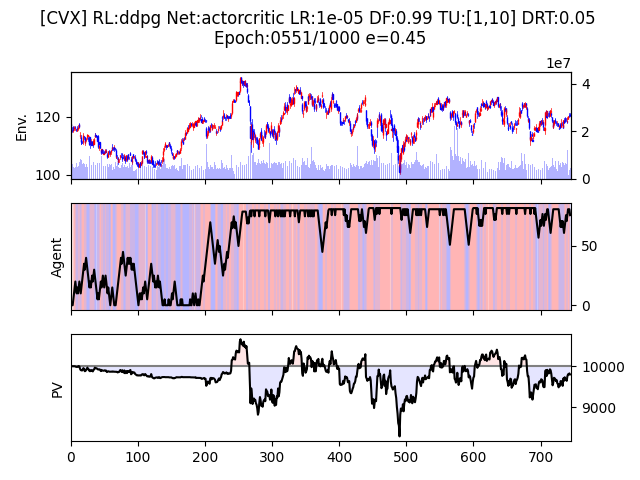 [CVX] RL:ddpg Net:actorcritic LR:1e-05 DF:0.99 TU:[1,10] DRT:0.05
Epoch:0551/1000 e=0.45
1e7
Env.
120
100
4
2
0
Agent
50
0
PV
10000
9000
0 100 200 300 400 500 600 700